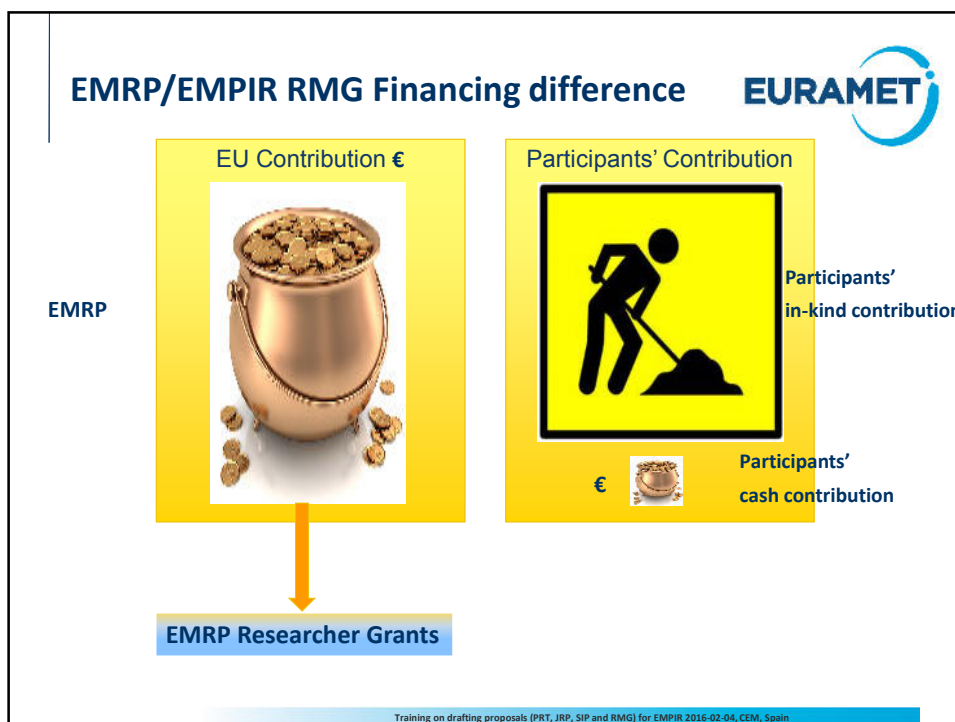 EMRP/EMPIR RMG Financing difference
EURAMET
EU Contribution €
Participants’ Contribution
EMRP
Participants’
in-kind contribution
€
Participants’
cash contribution
EMRP Researcher Grants
Training on drafting proposals (PRT, JRP, SIP and RMG) for EMPIR 2016-02-04, CEM, Spain